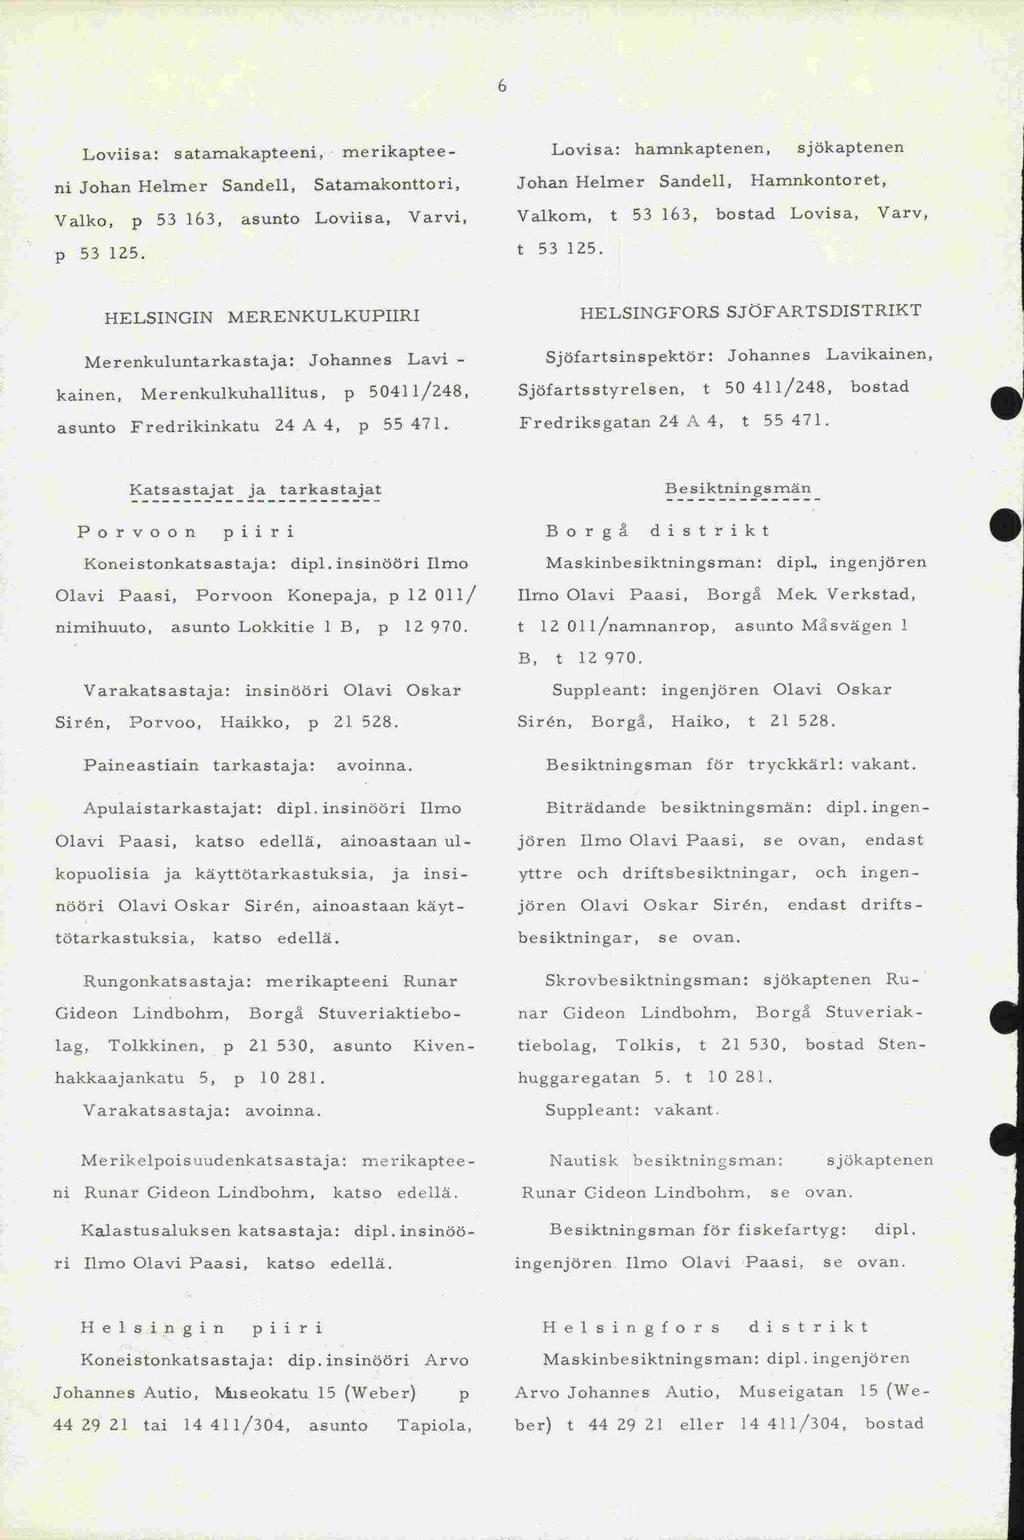 6
Loviisa: satamakapteeni, merikaptee-
ni Johan Helmer Sandell, Satamakonttori,
Valko, p 53 163, asunto Loviisa, Varvi,
p 53 125.
HELSINGIN MERENKULKUPIIRI
Merenkuluntarkastaja: Johannes Lavi -
kainen, Merenkulkuhallitus, p 50411/248,
asunto Fredrikinkatu 24 A 4, p 55 471.
Katsastajat ja tarkastajat
Porvoon piiri
Koneistonkatsastaja: dipl.insinööri Ilmo
Olavi Paasi, Porvoon Konepaja, p 12 011/
nimihuuto, asunto Lokkitie 1 B, p 12 970.
Varakatsastaja: insinööri Olavi Oskar
Sirén, Porvoo, Haikko, p 21 528.
Paineastiain tarkastaja: avoinna.
Apulaistarkastajat: dipl.insinööri Ilmo
Olavi Paasi, katso edellä, ainoastaan ul-
kopuolisia ja käyttötarkastuksia, ja insi-
nööri Olavi Oskar Sirén, ainoastaan käyt-
tötarkastuksia, katso edellä.
Rungonkatsastaja: merikapteeni Runar
Gideon Lindbohm, Borgå Stuveriaktiebo-
lag, Tolkkinen, p 21 530, asunto Kiven-
hakkaajankatu 5, p 10 281.
Varakatsastaja: avoinna.
Merikelpoisuudenkatsastaja: merikaptee-
ni Runar Gideon Lindbohm, katso edellä.
Kalastusaluksen katsastaja: dipl.insinöö-
ri Ilmo Olavi Paasi, katso edellä.
Helsingin piiri
Koneistonkatsastaja: dip.insinööri Arvo
Johannes Autio, Museokatu 15 (Weber) p
44 29 21 tai 14 411/304, asunto Tapiola,
Lovisa: hamnkaptenen, sjökaptenen
Johan Helmer Sandell, Hamnkontoret,
Valkom, t 53 163, bostad Lovisa, Varv,
t 53 125.
HELSINGFORS SJÖFARTSDISTRIKT
Sjöfartsinspektör: Johannes Lavikainen,
Sjöfartsstyrelsen, t 50 411/248, bostad
Fredriksgatan 24 A 4, t 55 471.
Besiktningsmän
Borgå distrikt
Maskinbesiktningsman: dipl, ingenjören
Ilmo Olavi Paasi, Borgå Mek. Verkstad,
t 12 011/namnanrop, asunto Måsvägen 1
B, t 12 970.
Suppleant: ingenjören Olavi Oskar
Sirén, Borgå, Haiko, t 21 528.
Besiktningsman för tryckkärl: vakant.
Biträdande besiktningsmän: dipl.ingen-
jören Ilmo Olavi Paasi, se ovan, endast
yttre och driftsbesiktningar, och ingen-
jören Olavi Oskar Sirén, endast drifts-
besiktningar, se ovan.
Skrovbesiktningsman: sjökaptenen Ru-
nar Gideon Lindbohm, Borgå Stuveriak-
tiebolag, Tolkis, t 21 530, bostad Sten-
huggaregatan 5. t 10 281.
Suppleant: vakant.
Nautisk besiktningsman: sjökaptenen
Runar Gideon Lindbohm, se ovan.
Besiktningsman för fiskefartyg: dipl.
ingenjören Ilmo Olavi Paasi, se ovan.
Helsingfors distrikt
Maskinbesiktningsman: dipl.ingenjören
Arvo Johannes Autio, Museigatan 15 (We-
ber) t 44 29 21 eller 14 411/304, bostad